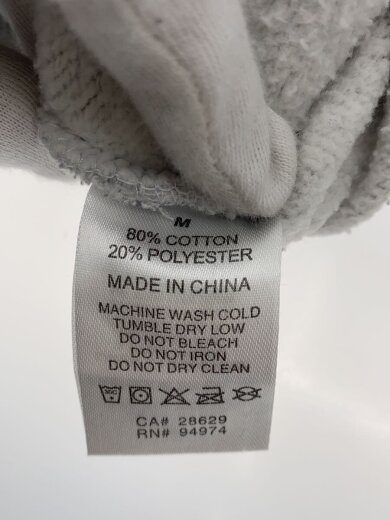 M
80% COTTON
20% POLYESTER
MADE IN CHINA
MACHINE WASH COLD
TUMBLE DRY LOW
DO NOT BLEACH
DO NOT IRON
DO NOT DRY CLEAN
CA# 28629
RN# 94974